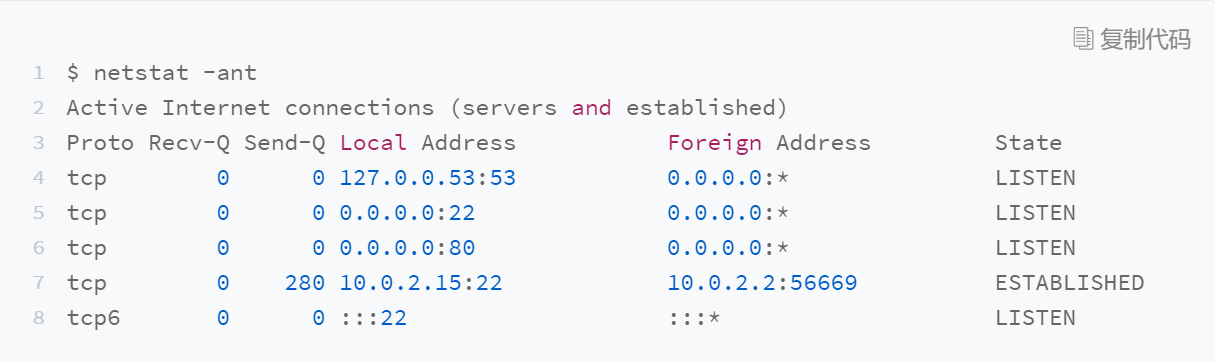 复制代码
1 $ netstat -ant
2 Active Internet connections (servers and established)
3 Proto Recv-Q Send-Q Local Address           Foreign Address         State
4 tcp        0      0 127.0.0.53:53           0.0.0.0:*               LISTEN
5 tcp        0      0 0.0.0.0:22              0.0.0.0:*               LISTEN
6 tcp        0      0 0.0.0.0:80              0.0.0.0:*               LISTEN
7 tcp        0    280 10.0.2.15:22            10.0.2.2:56669          ESTABLISHED
8 tcp6       0      0 :::22                   :::*                    LISTEN